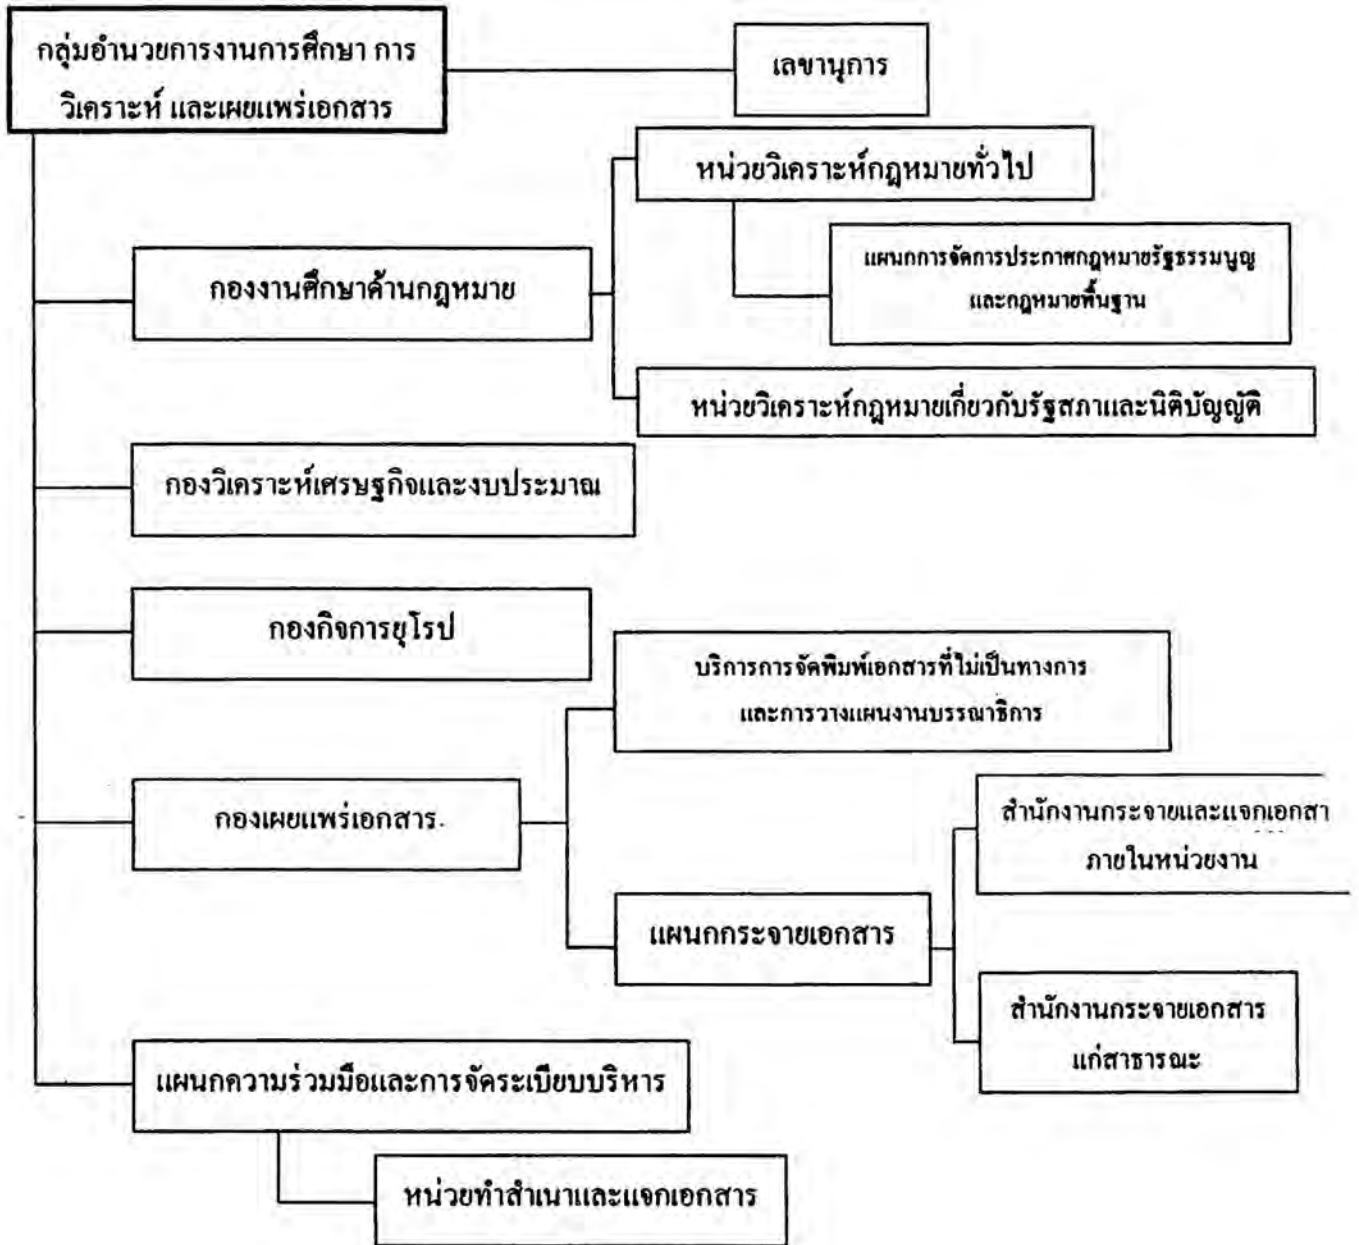 กลุ่มอำนวยการงานการศึกษา การ
วิเคราะห์ และเผยแพร่เอกสาร
เลขานุการ
หน่วยวิเคราะห์กฎหมายทั่วไป
แผนกการจัดการประกาศกฎหมายรัฐธรรมนูญ
และกฎหมายพื้นฐาน
กองงานศึกษาด้านกฎหมาย
หน่วยวิเคราะห์กฎหมายเกี่ยวกับรัฐสภาและนิติบัญญัติ
กองวิเคราะห์เศรษฐกิจและงบประมาณ
กองกิจการยุโรป
บริการการจัดพิมพ์เอกสารที่ไม่เป็นทางการ
และการวางแผนงานบรรณาธิการ
กองเผยแพร่เอกสาร
สำนักงานกระจายและแจกเอกสา
ภายในหน่วยงาน
แผนกกระจายเอกสาร
สำนักงานกระจายเอกสาร
แก่สาธารณะ
แผนกความร่วมมือและการจัดระเบียบบริหาร
หน่วยทำสำเนาและแจกเอกสาร